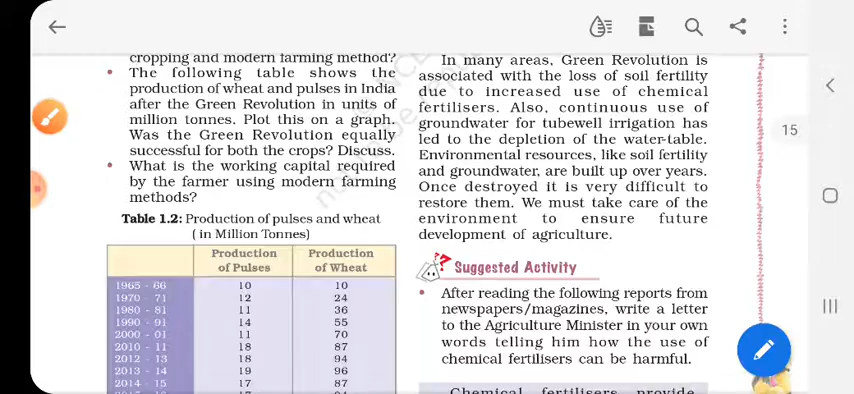 cropping and modern farming method?
• The following table shows the
production of wheat and pulses in India
after the Green Revolution in units of
million tonnes. Plot this on a graph.
Was the Green Revolution equally
successful for both the crops? Discuss.
• What is the working capital required
by the farmer using modern farming
methods?
Table 1.2: Production of pulses and wheat
( in Million Tonnes)
Production of Pulses Production of Wheat
1965 - 66 10 10
1970 - 71 12 24
1980 - 81 11 36
1990 - 91 14 55
2000 - 01 11 70
2010 - 11 18 87
2012 - 13 18 94
2013 - 14 19 96
2014 - 15 17 87
In many areas, Green Revolution is
associated with the loss of soil fertility
due to increased use of chemical
fertilisers. Also, continuous use of
groundwater for tubewell irrigation has
led to the depletion of the water-table.
Environmental resources, like soil fertility
and groundwater, are built up over years.
Once destroyed it is very difficult to
restore them. We must take care of the
environment to ensure future
development of agriculture.
Suggested Activity
• After reading the following reports from
newspapers/magazines, write a letter
to the Agriculture Minister in your own
words telling him how the use of
chemical fertilisers can be harmful.
Chemical fertilisers provide
15